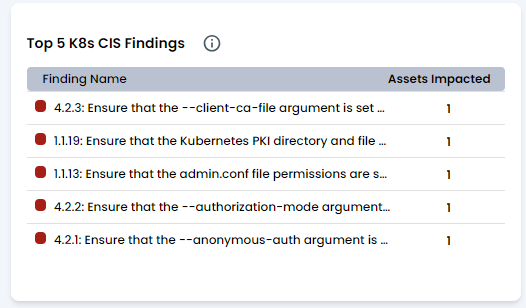 Top 5 K8s CIS Findings
Finding Name Assets Impacted
4.2.3: Ensure that the --client-ca-file argument is set ... 1
1.1.19: Ensure that the Kubernetes PKI directory and file ... 1
1.1.13: Ensure that the admin.conf file permissions are s... 1
4.2.2: Ensure that the --authorization-mode argument... 1
4.2.1: Ensure that the --anonymous-auth argument is ... 1